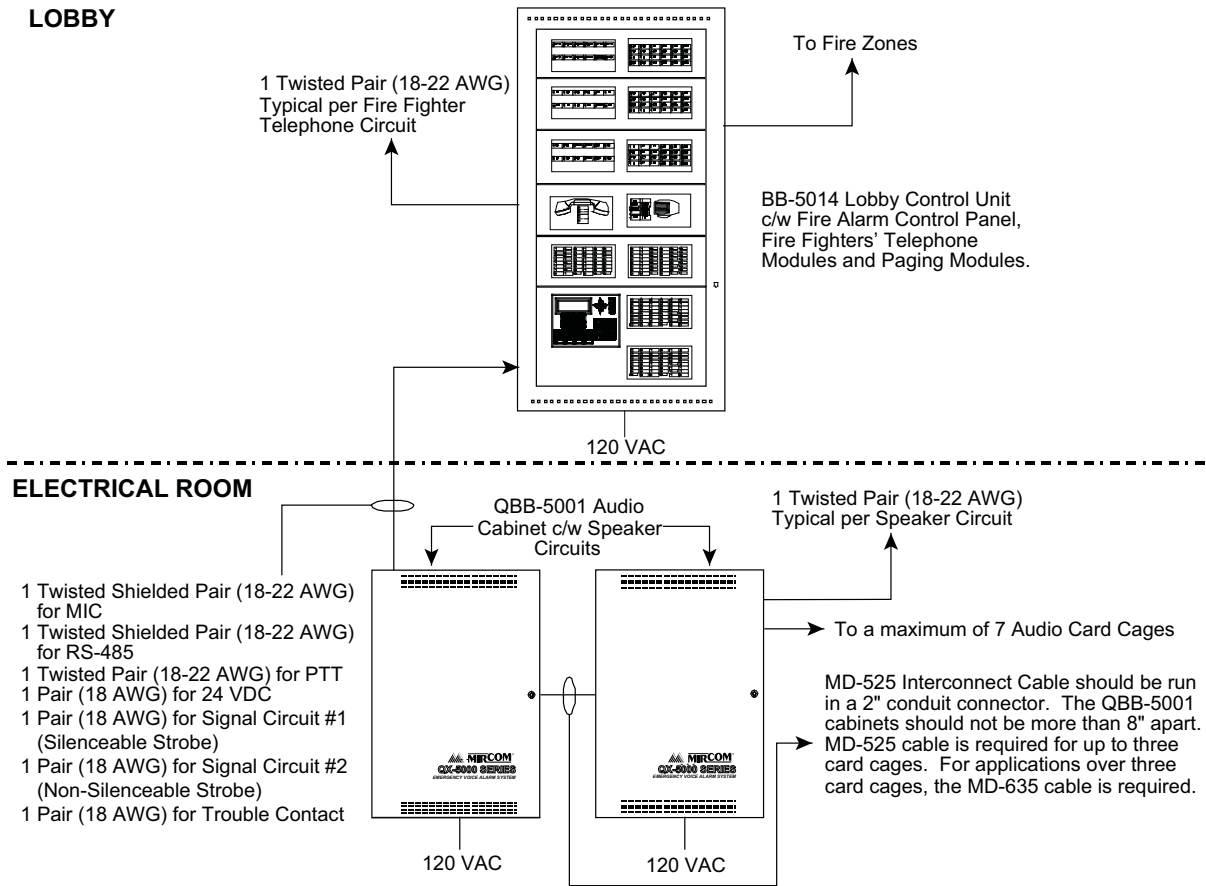 LOBBY
1 Twisted Pair (18-22 AWG)
Typical per Fire Fighter
Telephone Circuit
To Fire Zones
BB-5014 Lobby Control Unit
c/w Fire Alarm Control Panel,
Fire Fighters’ Telephone
Modules and Paging Modules.
120 VAC
ELECTRICAL ROOM
QBB-5001 Audio
Cabinet c/w Speaker
Circuits
1 Twisted Pair (18-22 AWG)
Typical per Speaker Circuit
1 Twisted Shielded Pair (18-22 AWG)
for MIC
1 Twisted Shielded Pair (18-22 AWG)
for RS-485
1 Twisted Pair (18-22 AWG) for PTT
1 Pair (18 AWG) for 24 VDC
1 Pair (18 AWG) for Signal Circuit #1
(Silenceable Strobe)
1 Pair (18 AWG) for Signal Circuit #2
(Non-Silenceable Strobe)
1 Pair (18 AWG) for Trouble Contact
MIRCOM®
QX-5000 SERIES
EMERGENCY VOICE ALARM SYSTEM
120 VAC
MIRCOM®
QX-5000 SERIES
EMERGENCY VOICE ALARM SYSTEM
120 VAC
To a maximum of 7 Audio Card Cages
MD-525 Interconnect Cable should be run
in a 2" conduit connector. The QBB-5001
cabinets should not be more than 8" apart.
MD-525 cable is required for up to three
card cages. For applications over three
card cages, the MD-635 cable is required.